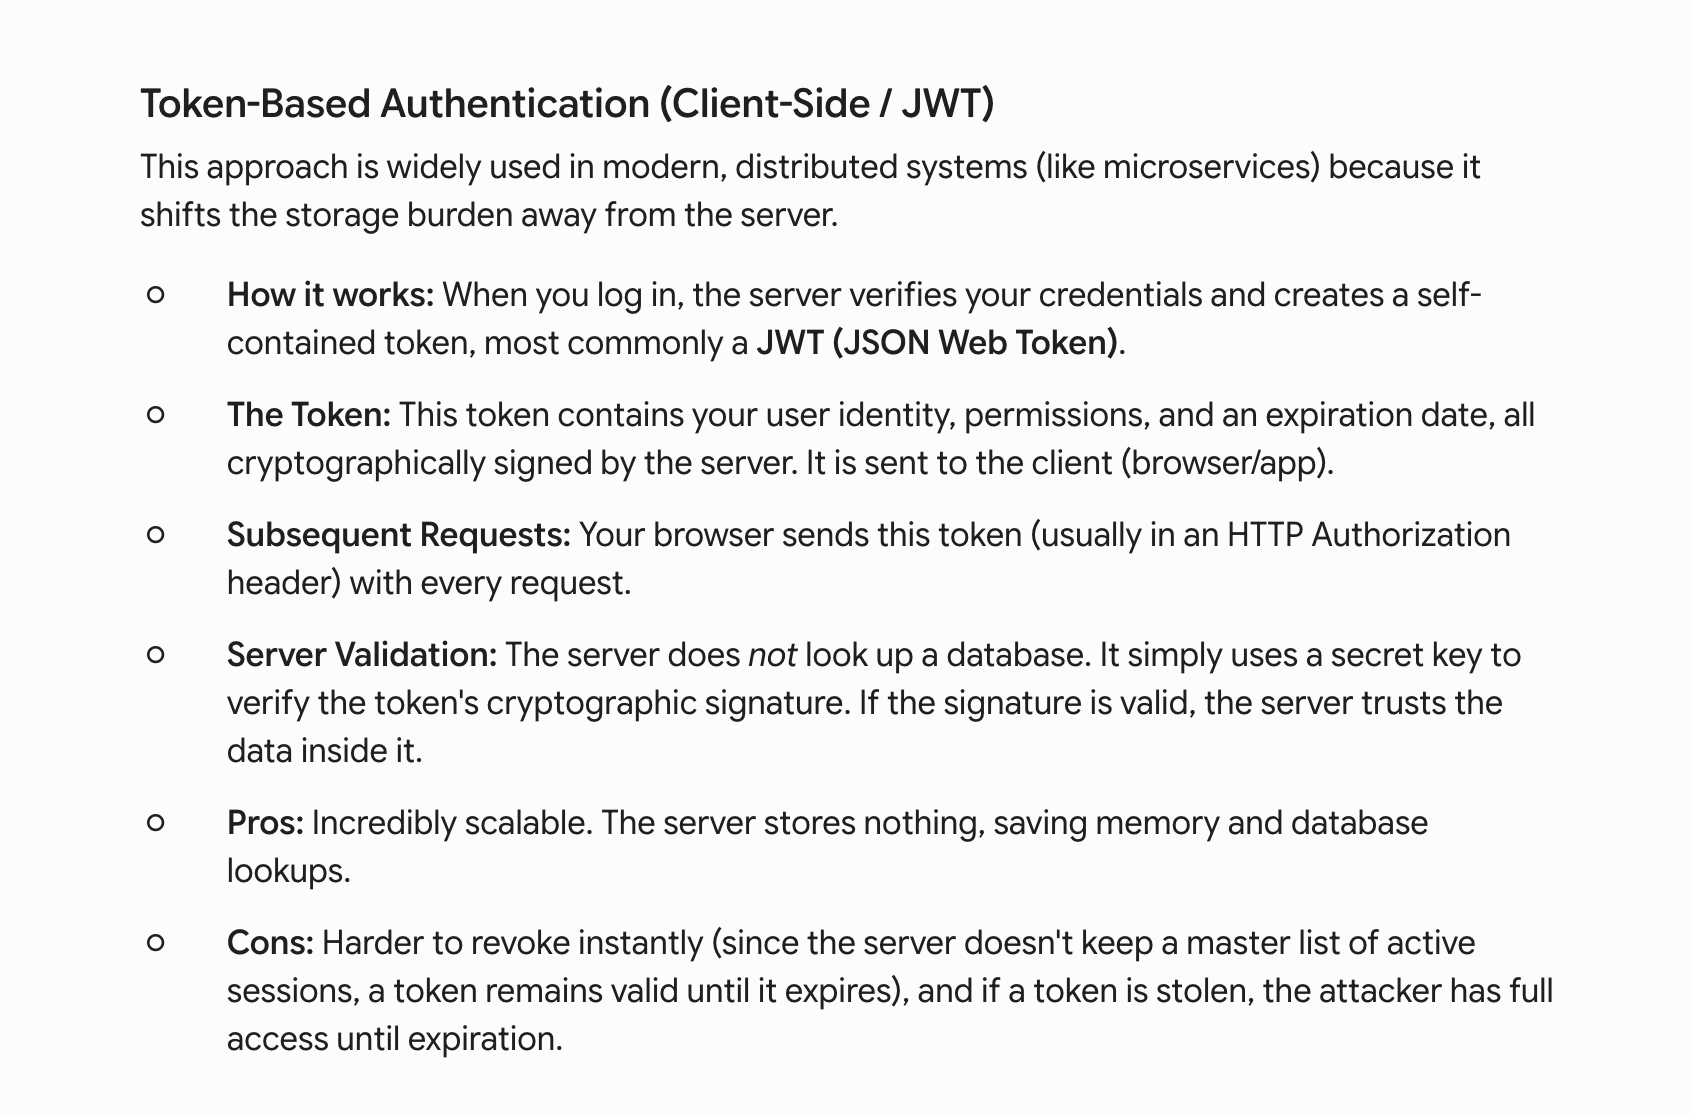 Token-Based Authentication (Client-Side / JWT)
This approach is widely used in modern, distributed systems (like microservices) because it
shifts the storage burden away from the server.
How it works: When you log in, the server verifies your credentials and creates a self-
contained token, most commonly a JWT (JSON Web Token).
The Token: This token contains your user identity, permissions, and an expiration date, all
cryptographically signed by the server. It is sent to the client (browser/app).
Subsequent Requests: Your browser sends this token (usually in an HTTP Authorization
header) with every request.
Server Validation: The server does not look up a database. It simply uses a secret key to
verify the token's cryptographic signature. If the signature is valid, the server trusts the
data inside it.
Pros: Incredibly scalable. The server stores nothing, saving memory and database
lookups.
Cons: Harder to revoke instantly (since the server doesn't keep a master list of active
sessions, a token remains valid until it expires), and if a token is stolen, the attacker has full
access until expiration.